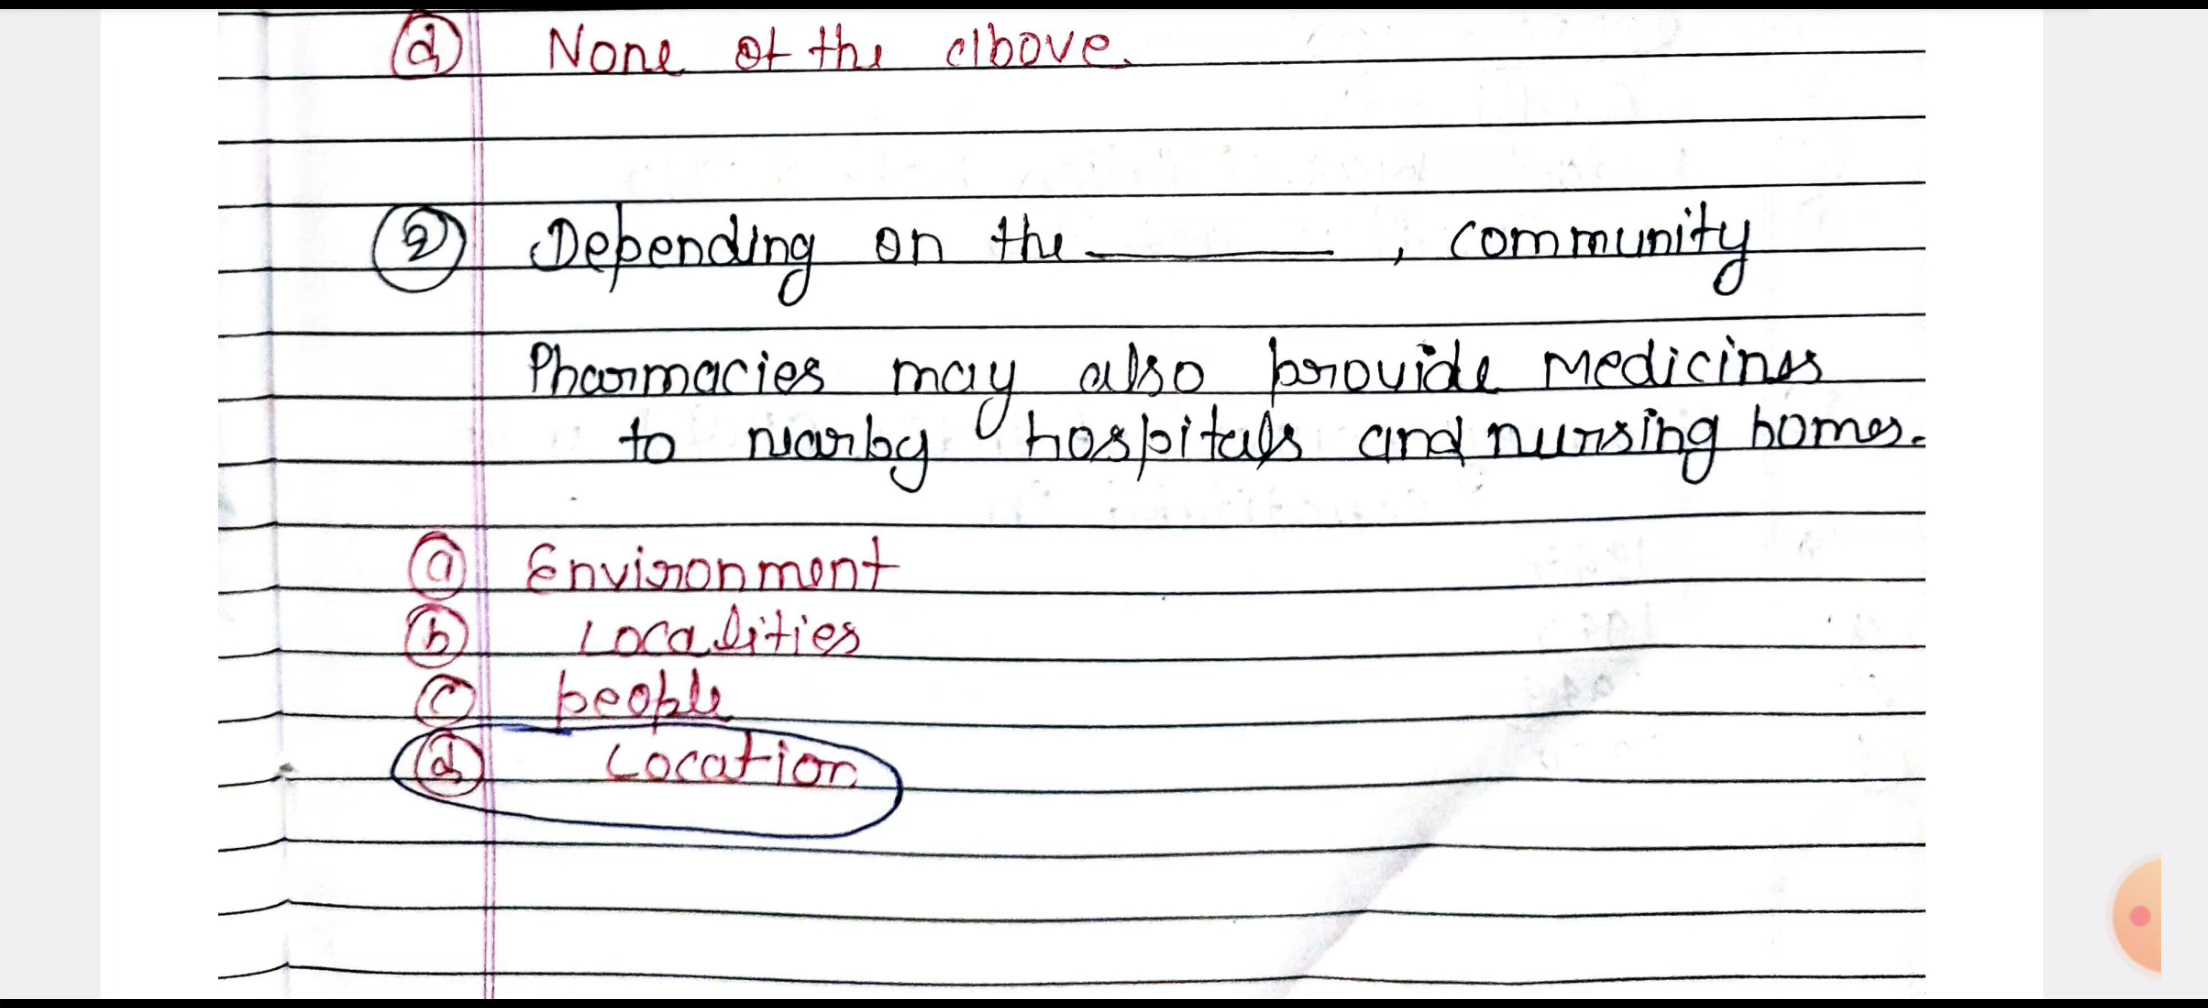 (d) None of the above.
(2) Depending on the ________, community
Pharmacies may also provide Medicines
to nearby hospitals and nursing homes.
(a) Environment
(b) Localities
(c) people
(d) Location